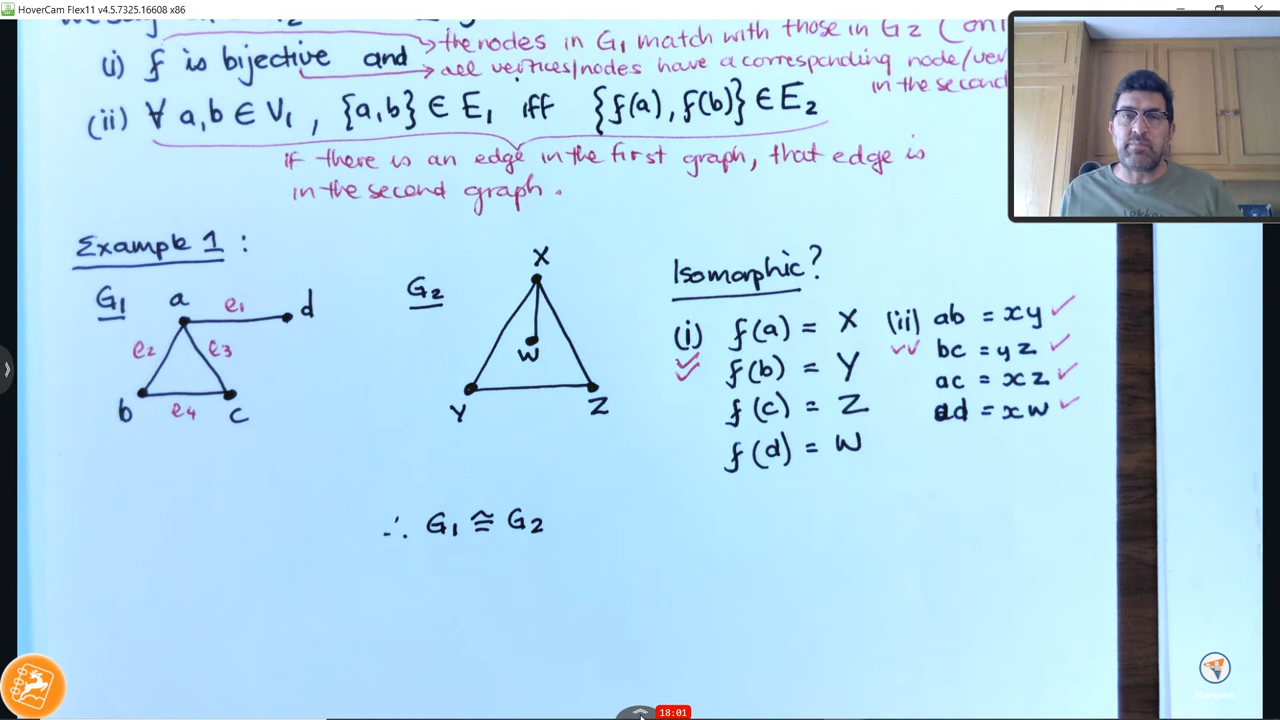 HoverCam Flex11 v4.5.7325.16608 x86
the nodes in G1 match with those in G2 (
(i) f is bijective and
all vertices/nodes have a corresponding node/ver
in the second
(ii) ∀ a,b ∈ V1 , {a,b} ∈ E1 iff {f(a), f(b)} ∈ E2
if there is an edge in the first graph, that edge is
in the second graph.
Example 1 :
G1 a e1 d
e2 e3
b e4 c
G2 X
W
Y Z
Isomorphic?
(i) f(a) = X
f(b) = Y
f(c) = Z
f(d) = W
(ii) ab = xy ✓
bc = yz ✓
ac = xz ✓
ad = xw ✓
∴ G1 ≅ G2
18:01